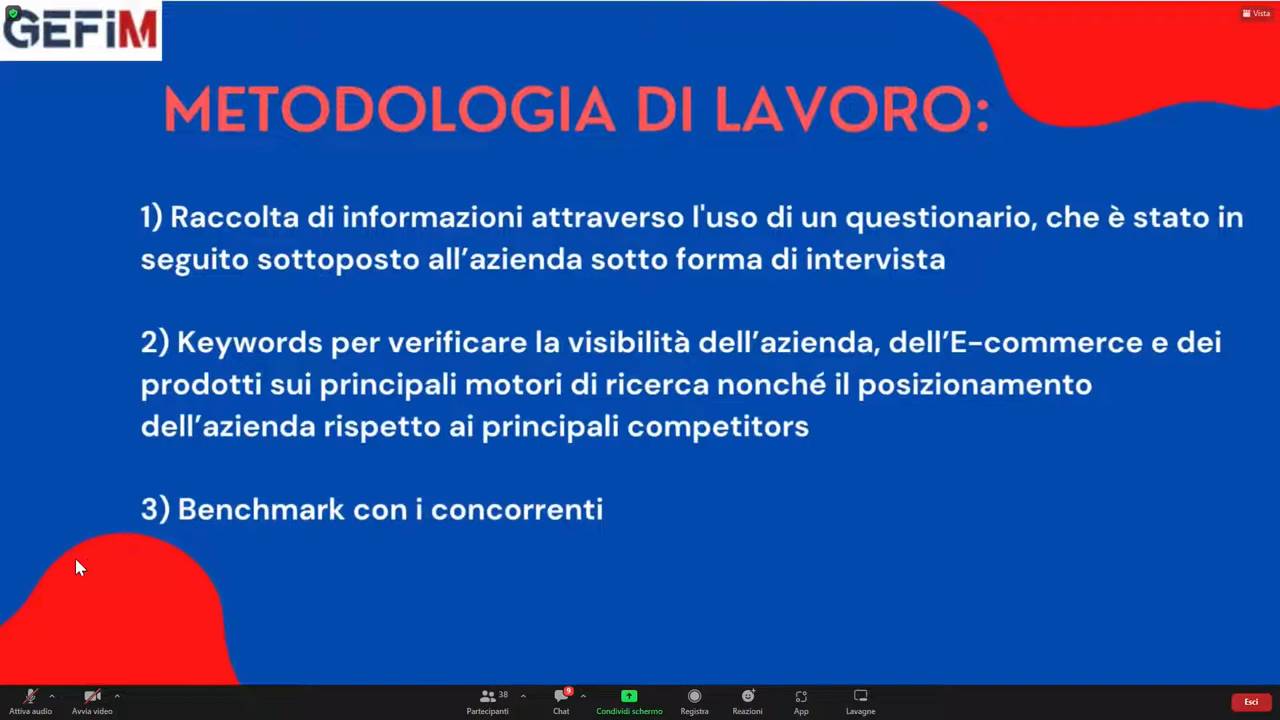 GEFiM
Vista
METODOLOGIA DI LAVORO:
1) Raccolta di informazioni attraverso l'uso di un questionario, che è stato in
seguito sottoposto all’azienda sotto forma di intervista
2) Keywords per verificare la visibilità dell’azienda, dell’E-commerce e dei
prodotti sui principali motori di ricerca nonché il posizionamento
dell’azienda rispetto ai principali competitors
3) Benchmark con i concorrenti
Attiva audio
Avvia video
38
Partecipanti
9
Chat
Condividi schermo
Registra
Reazioni
App
Lavagne
Esci